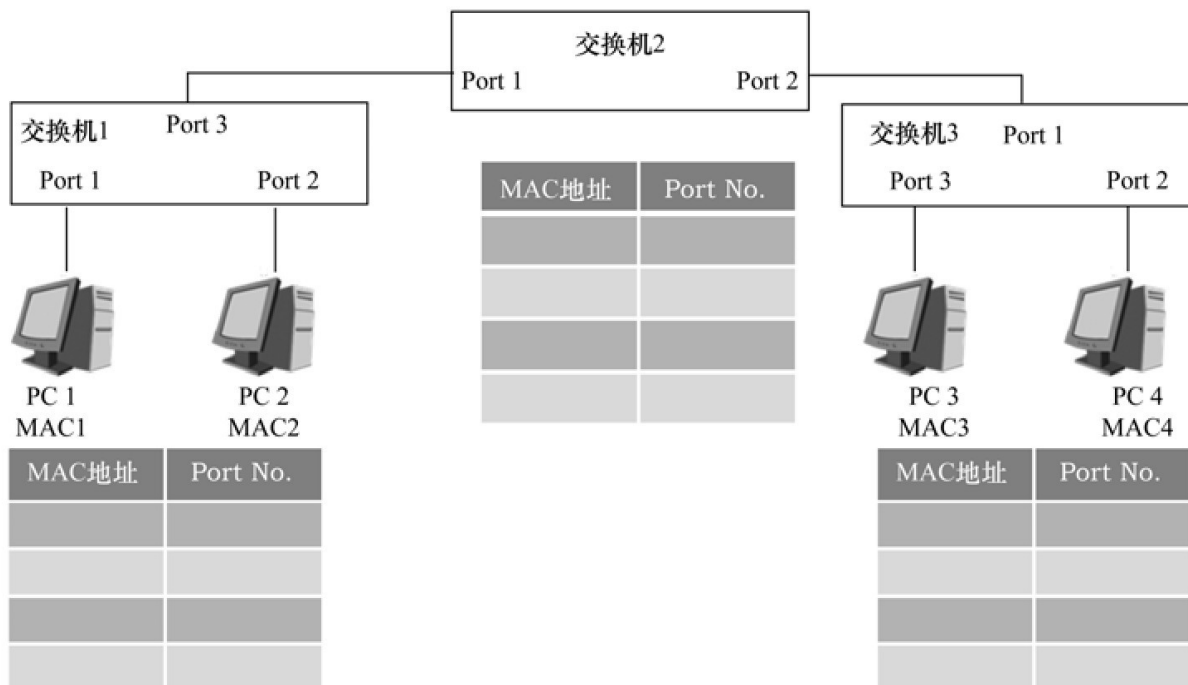 交换机2
Port 1
Port 2
交换机1
Port 3
Port 1
Port 2
交换机3
Port 1
Port 3
Port 2
MAC地址
Port No.
PC 1
MAC1
PC 2
MAC2
PC 3
MAC3
PC 4
MAC4
MAC地址
Port No.
MAC地址
Port No.